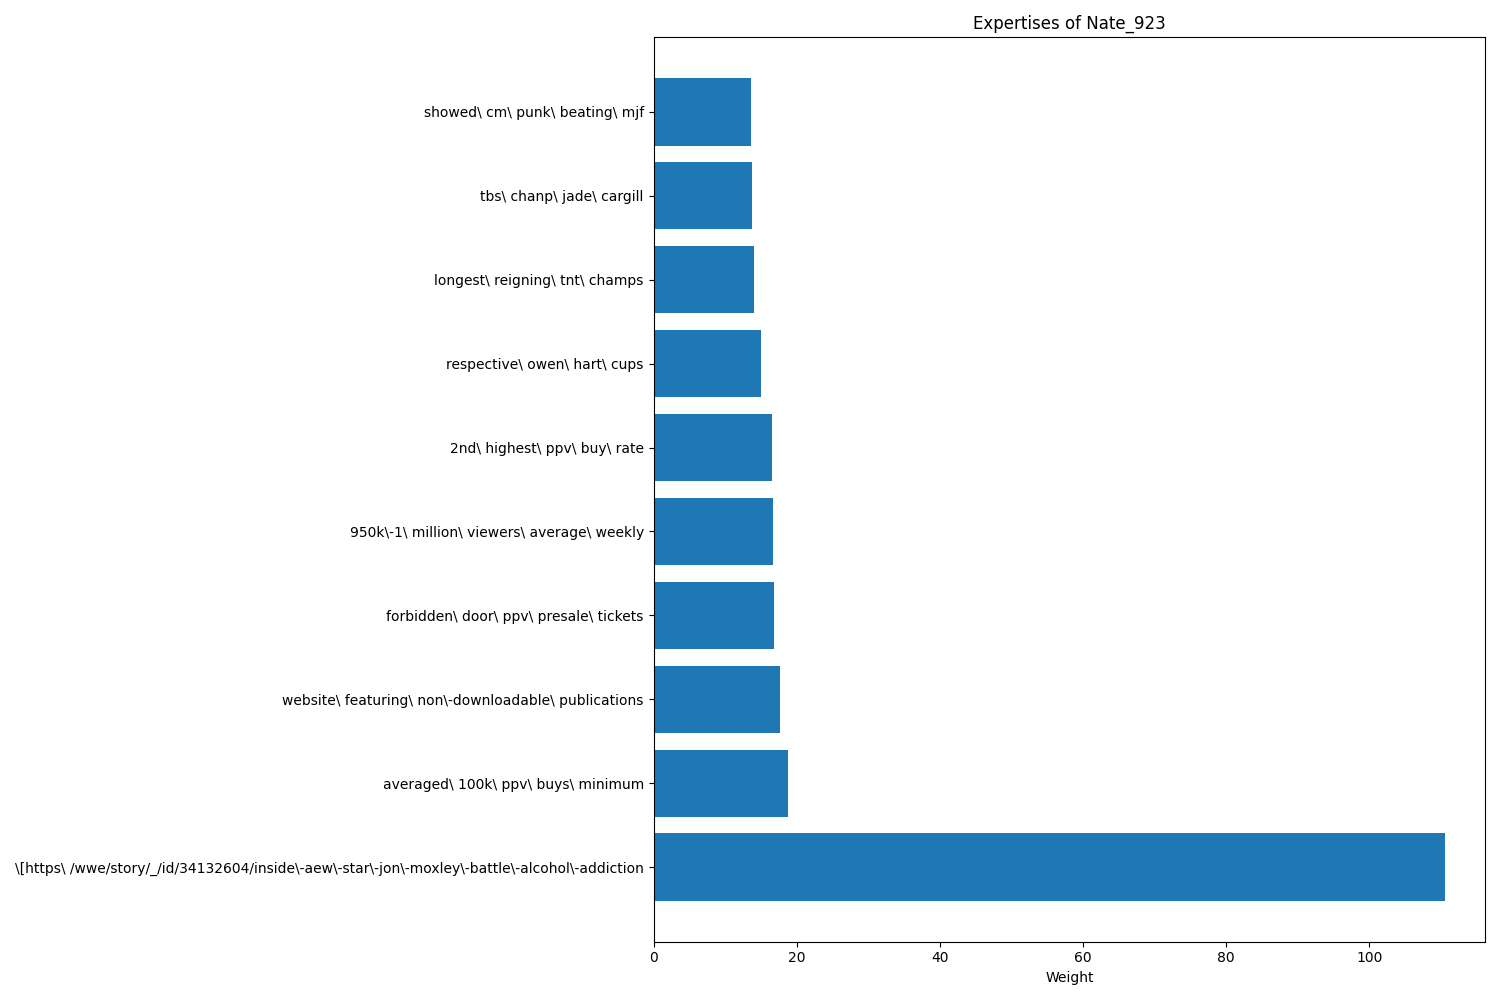 Expertises of Nate_923
showed\ cm\ punk\ beating\ mjf
tbs\ chanp\ jade\ cargill
longest\ reigning\ tnt\ champs
respective\ owen\ hart\ cups
2nd\ highest\ ppv\ buy\ rate
950k\-1\ million\ viewers\ average\ weekly
forbidden\ door\ ppv\ presale\ tickets
website\ featuring\ non\-downloadable\ publications
averaged\ 100k\ ppv\ buys\ minimum
\[https\ /wwe/story/_/id/34132604/inside\-aew\-star\-jon\-moxley\-battle\-alcohol\-addiction
0 20 40 60 80 100
Weight